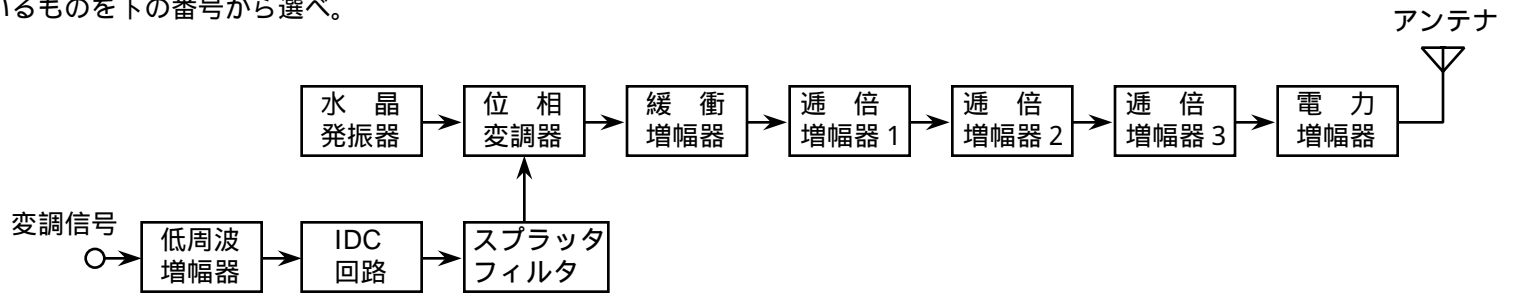 いるものを下の番号から選べ。
アンテナ
水　晶
発振器
位　相
変調器
緩　衝
増幅器
逓　倍
増幅器 1
逓　倍
増幅器 2
逓　倍
増幅器 3
電　力
増幅器
変調信号
低周波
増幅器
IDC
回路
スプラッタ
フィルタ